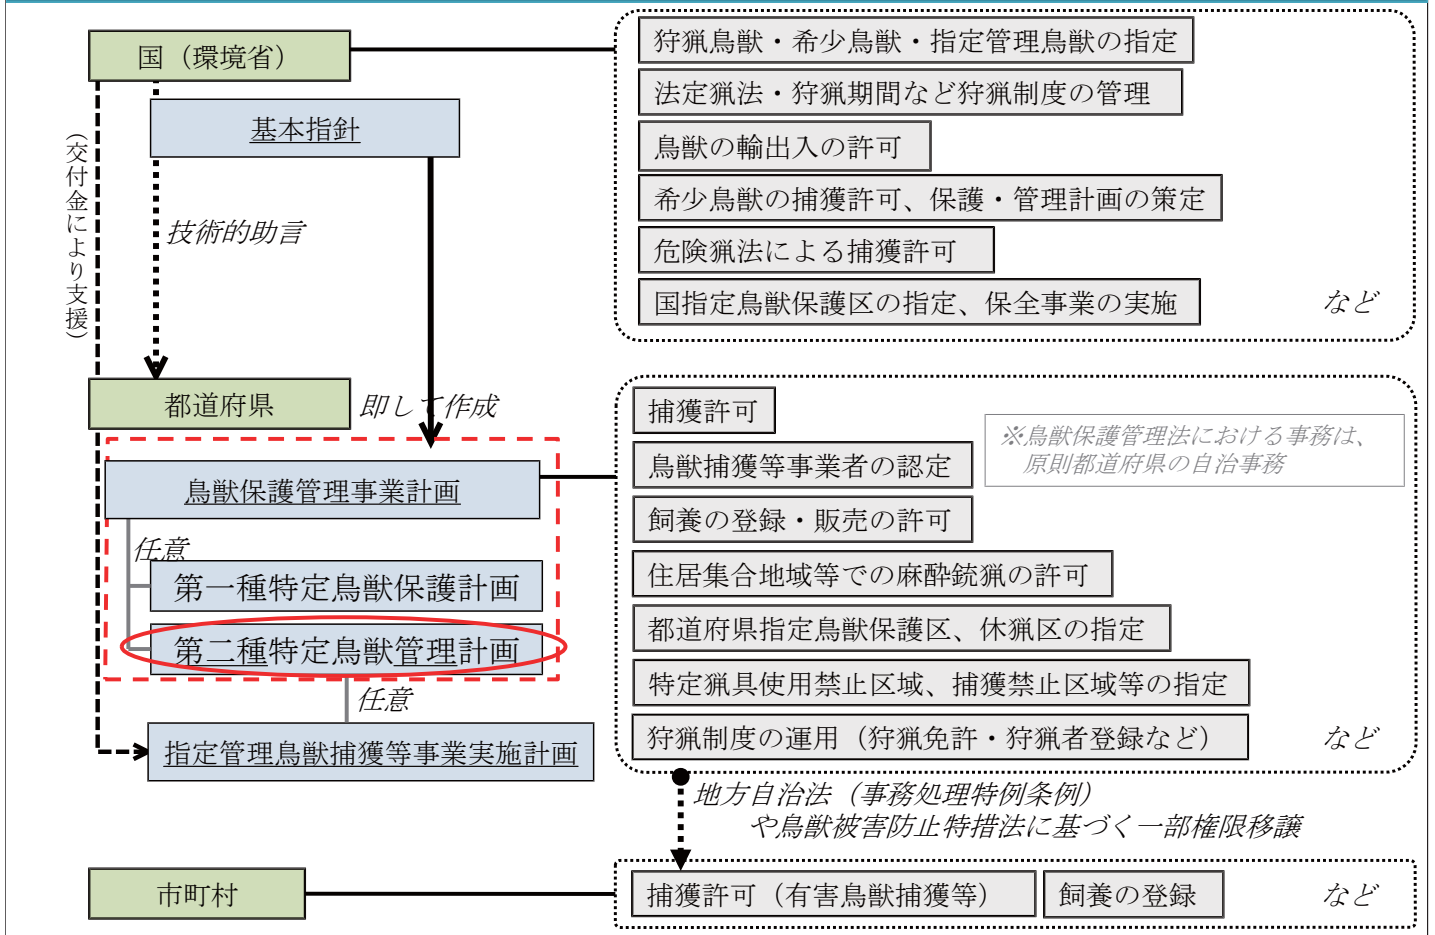 国（環境省）
狩猟鳥獣・希少鳥獣・指定管理鳥獣の指定
法定猟法・狩猟期間など狩猟制度の管理
鳥獣の輸出入の許可
希少鳥獣の捕獲許可、保護・管理計画の策定
危険猟法による捕獲許可
国指定鳥獣保護区の指定、保全事業の実施
など
基本指針
（交付金により支援）
技術的助言
都道府県
即して作成
鳥獣保護管理事業計画
任意
第一種特定鳥獣保護計画
第二種特定鳥獣管理計画
任意
指定管理鳥獣捕獲等事業実施計画
捕獲許可
※鳥獣保護管理法における事務は、
原則都道府県の自治事務
鳥獣捕獲等事業者の認定
飼養の登録・販売の許可
住居集合地域等での麻酔銃猟の許可
都道府県指定鳥獣保護区、休猟区の指定
特定猟具使用禁止区域、捕獲禁止区域等の指定
狩猟制度の運用（狩猟免許・狩猟者登録など）
など
地方自治法（事務処理特例条例）
や鳥獣被害防止特措法に基づく一部権限移譲
市町村
捕獲許可（有害鳥獣捕獲等）
飼養の登録
など